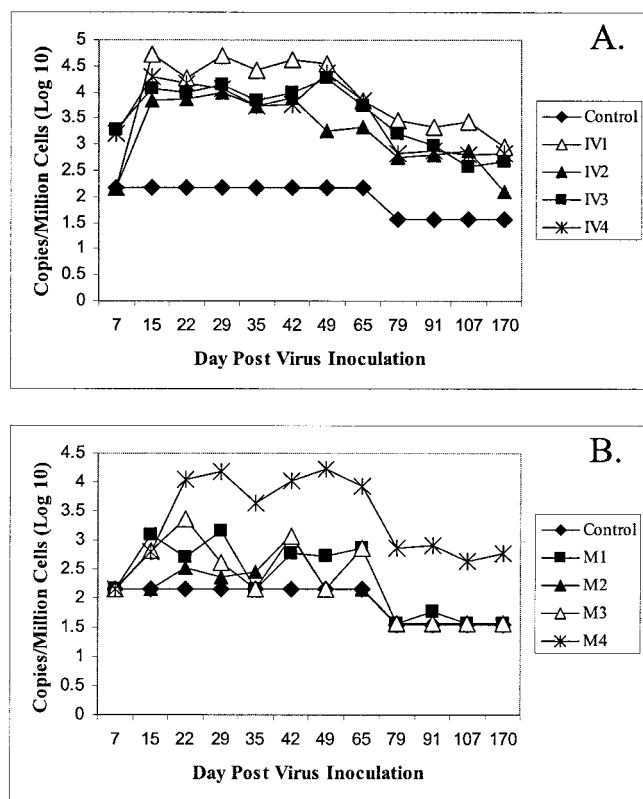 A.
5
4.5
4
3.5
3
2.5
2
1.5
1
0.5
0
Copies/Million Cells (Log 10)
7 15 22 29 35 42 49 65 79 91 107 170
Day Post Virus Inoculation
Control
IV1
IV2
IV3
IV4
B.
4.5
4
3.5
3
2.5
2
1.5
1
0.5
0
Copies/Million Cells (Log 10)
7 15 22 29 35 42 49 65 79 91 107 170
Day Post Virus Inoculation
Control
M1
M2
M3
M4